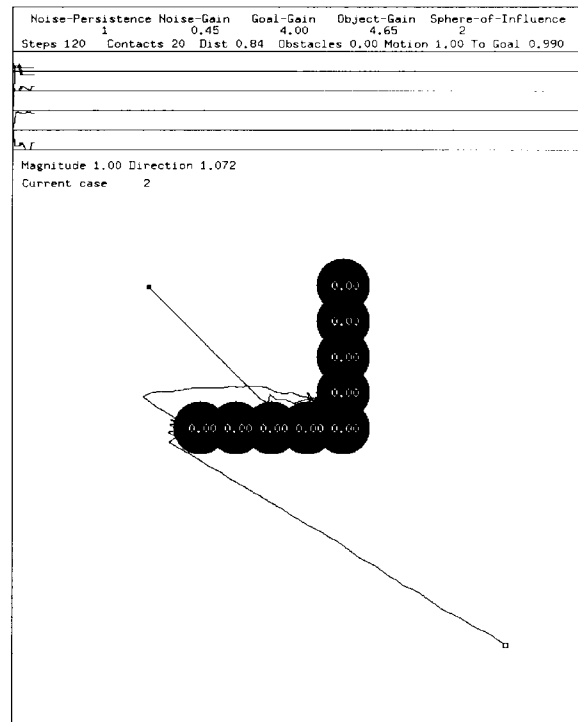 Noise-Persistence Noise-Gain Goal-Gain Object-Gain Sphere-of-Influence
1 0.45 4.00 4.65 2
Steps 120 Contacts 20 Dist 0.84 Obstacles 0.00 Motion 1.00 To Goal 0.990
Magnitude 1.00 Direction 1.072
Current case 2
0.00
0.00
0.00
0.00
0.00 0.00 0.00 0.00 0.00